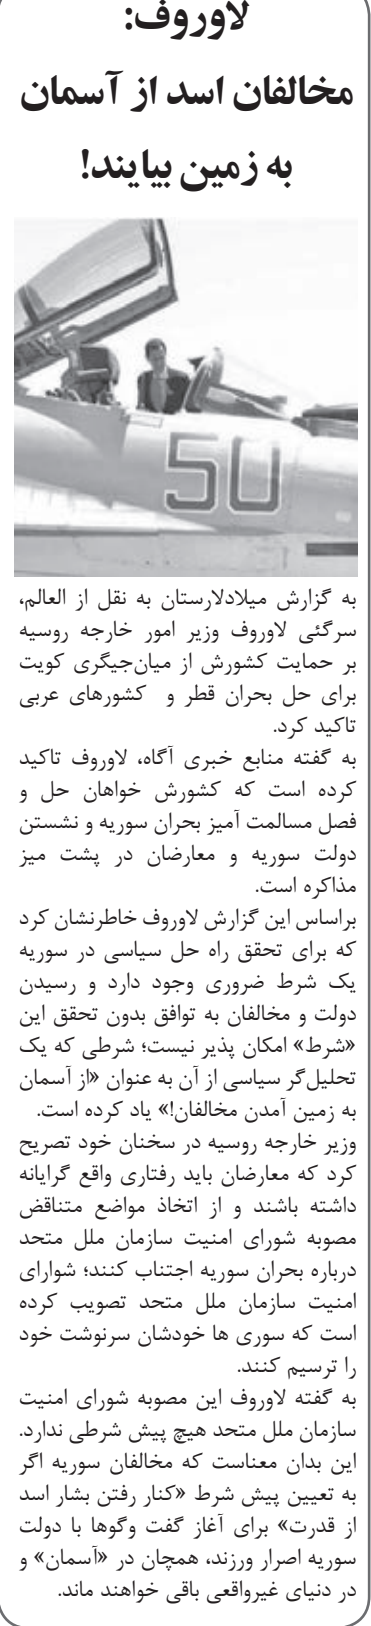 لاوروف:
مخالفان اسد از آسمان
به زمین بیایند!
50
به گزارش میلادلارستان به نقل از العالم،
سرگئی لاوروف وزیر امور خارجه روسیه
بر حمایت کشورش از میان‌جیگری کویت
برای حل بحران قطر و کشورهای عربی
تاکید کرد.
به گفته منابع خبری آگاه، لاوروف تاکید
کرده است که کشورش خواهان حل و
فصل مسالمت آمیز بحران سوریه و نشستن
دولت سوریه و معارضان در پشت میز
مذاکره است.
براساس این گزارش لاوروف خاطرنشان کرد
که برای تحقق راه حل سیاسی در سوریه
یک شرط ضروری وجود دارد و رسیدن
دولت و مخالفان به توافق بدون تحقق این
«شرط» امکان پذیر نیست؛ شرطی که یک
تحلیل‌گر سیاسی از آن به عنوان «از آسمان
به زمین آمدن مخالفان!» یاد کرده است.
وزیر خارجه روسیه در سخنان خود تصریح
کرد که معارضان باید رفتاری واقع گرایانه
داشته باشند و از اتخاذ مواضع متناقض
مصوبه شورای امنیت سازمان ملل متحد
درباره بحران سوریه اجتناب کنند؛ شوارای
امنیت سازمان ملل متحد تصویب کرده
است که سوری ها خودشان سرنوشت خود
را ترسیم کنند.
به گفته لاوروف این مصوبه شورای امنیت
سازمان ملل متحد هیچ پیش شرطی ندارد.
این بدان معناست که مخالفان سوریه اگر
به تعیین پیش شرط «کنار رفتن بشار اسد
از قدرت» برای آغاز گفت وگوها با دولت
سوریه اصرار ورزند، همچان در «آسمان» و
در دنیای غیرواقعی باقی خواهند ماند.